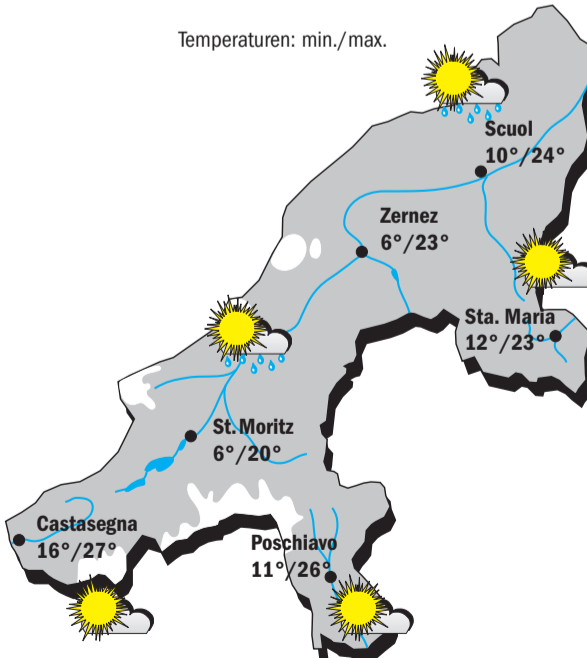 Temperaturen: min./max.
Scuol
10°/24°
Zernez
6°/23°
Sta. Maria
12°/23°
St. Moritz
6°/20°
Castasegna
16°/27°
Poschiavo
11°/26°